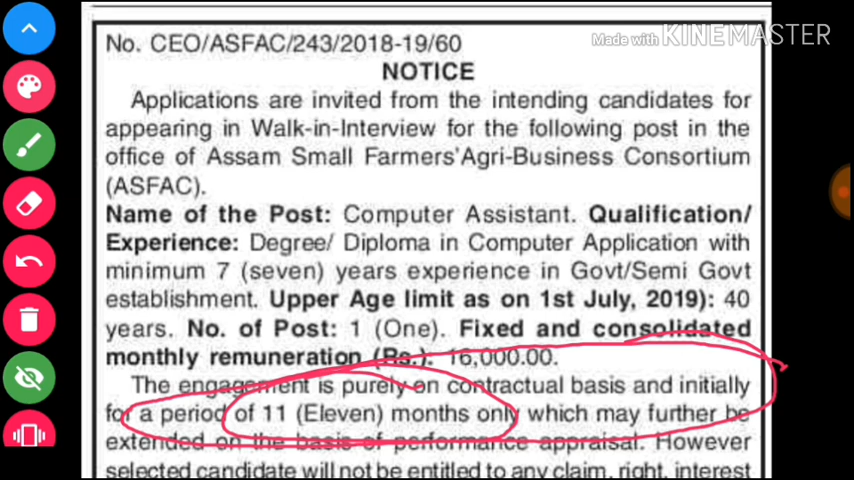 Made with KINEMASTER
No. CEO/ASFAC/243/2018-19/60
NOTICE
Applications are invited from the intending candidates for
appearing in Walk-in-Interview for the following post in the
office of Assam Small Farmers'Agri-Business Consortium
(ASFAC).
Name of the Post: Computer Assistant. Qualification/
Experience: Degree/ Diploma in Computer Application with
minimum 7 (seven) years experience in Govt/Semi Govt
establishment. Upper Age limit as on 1st July, 2019): 40
years. No. of Post: 1 (One). Fixed and consolidated
monthly remuneration (Rs.): 16,000.00.
The engagement is purely on contractual basis and initially
for a period of 11 (Eleven) months only which may further be
extended on the basis of performance appraisal. However
selected candidate will not be entitled to any claim, right, interest